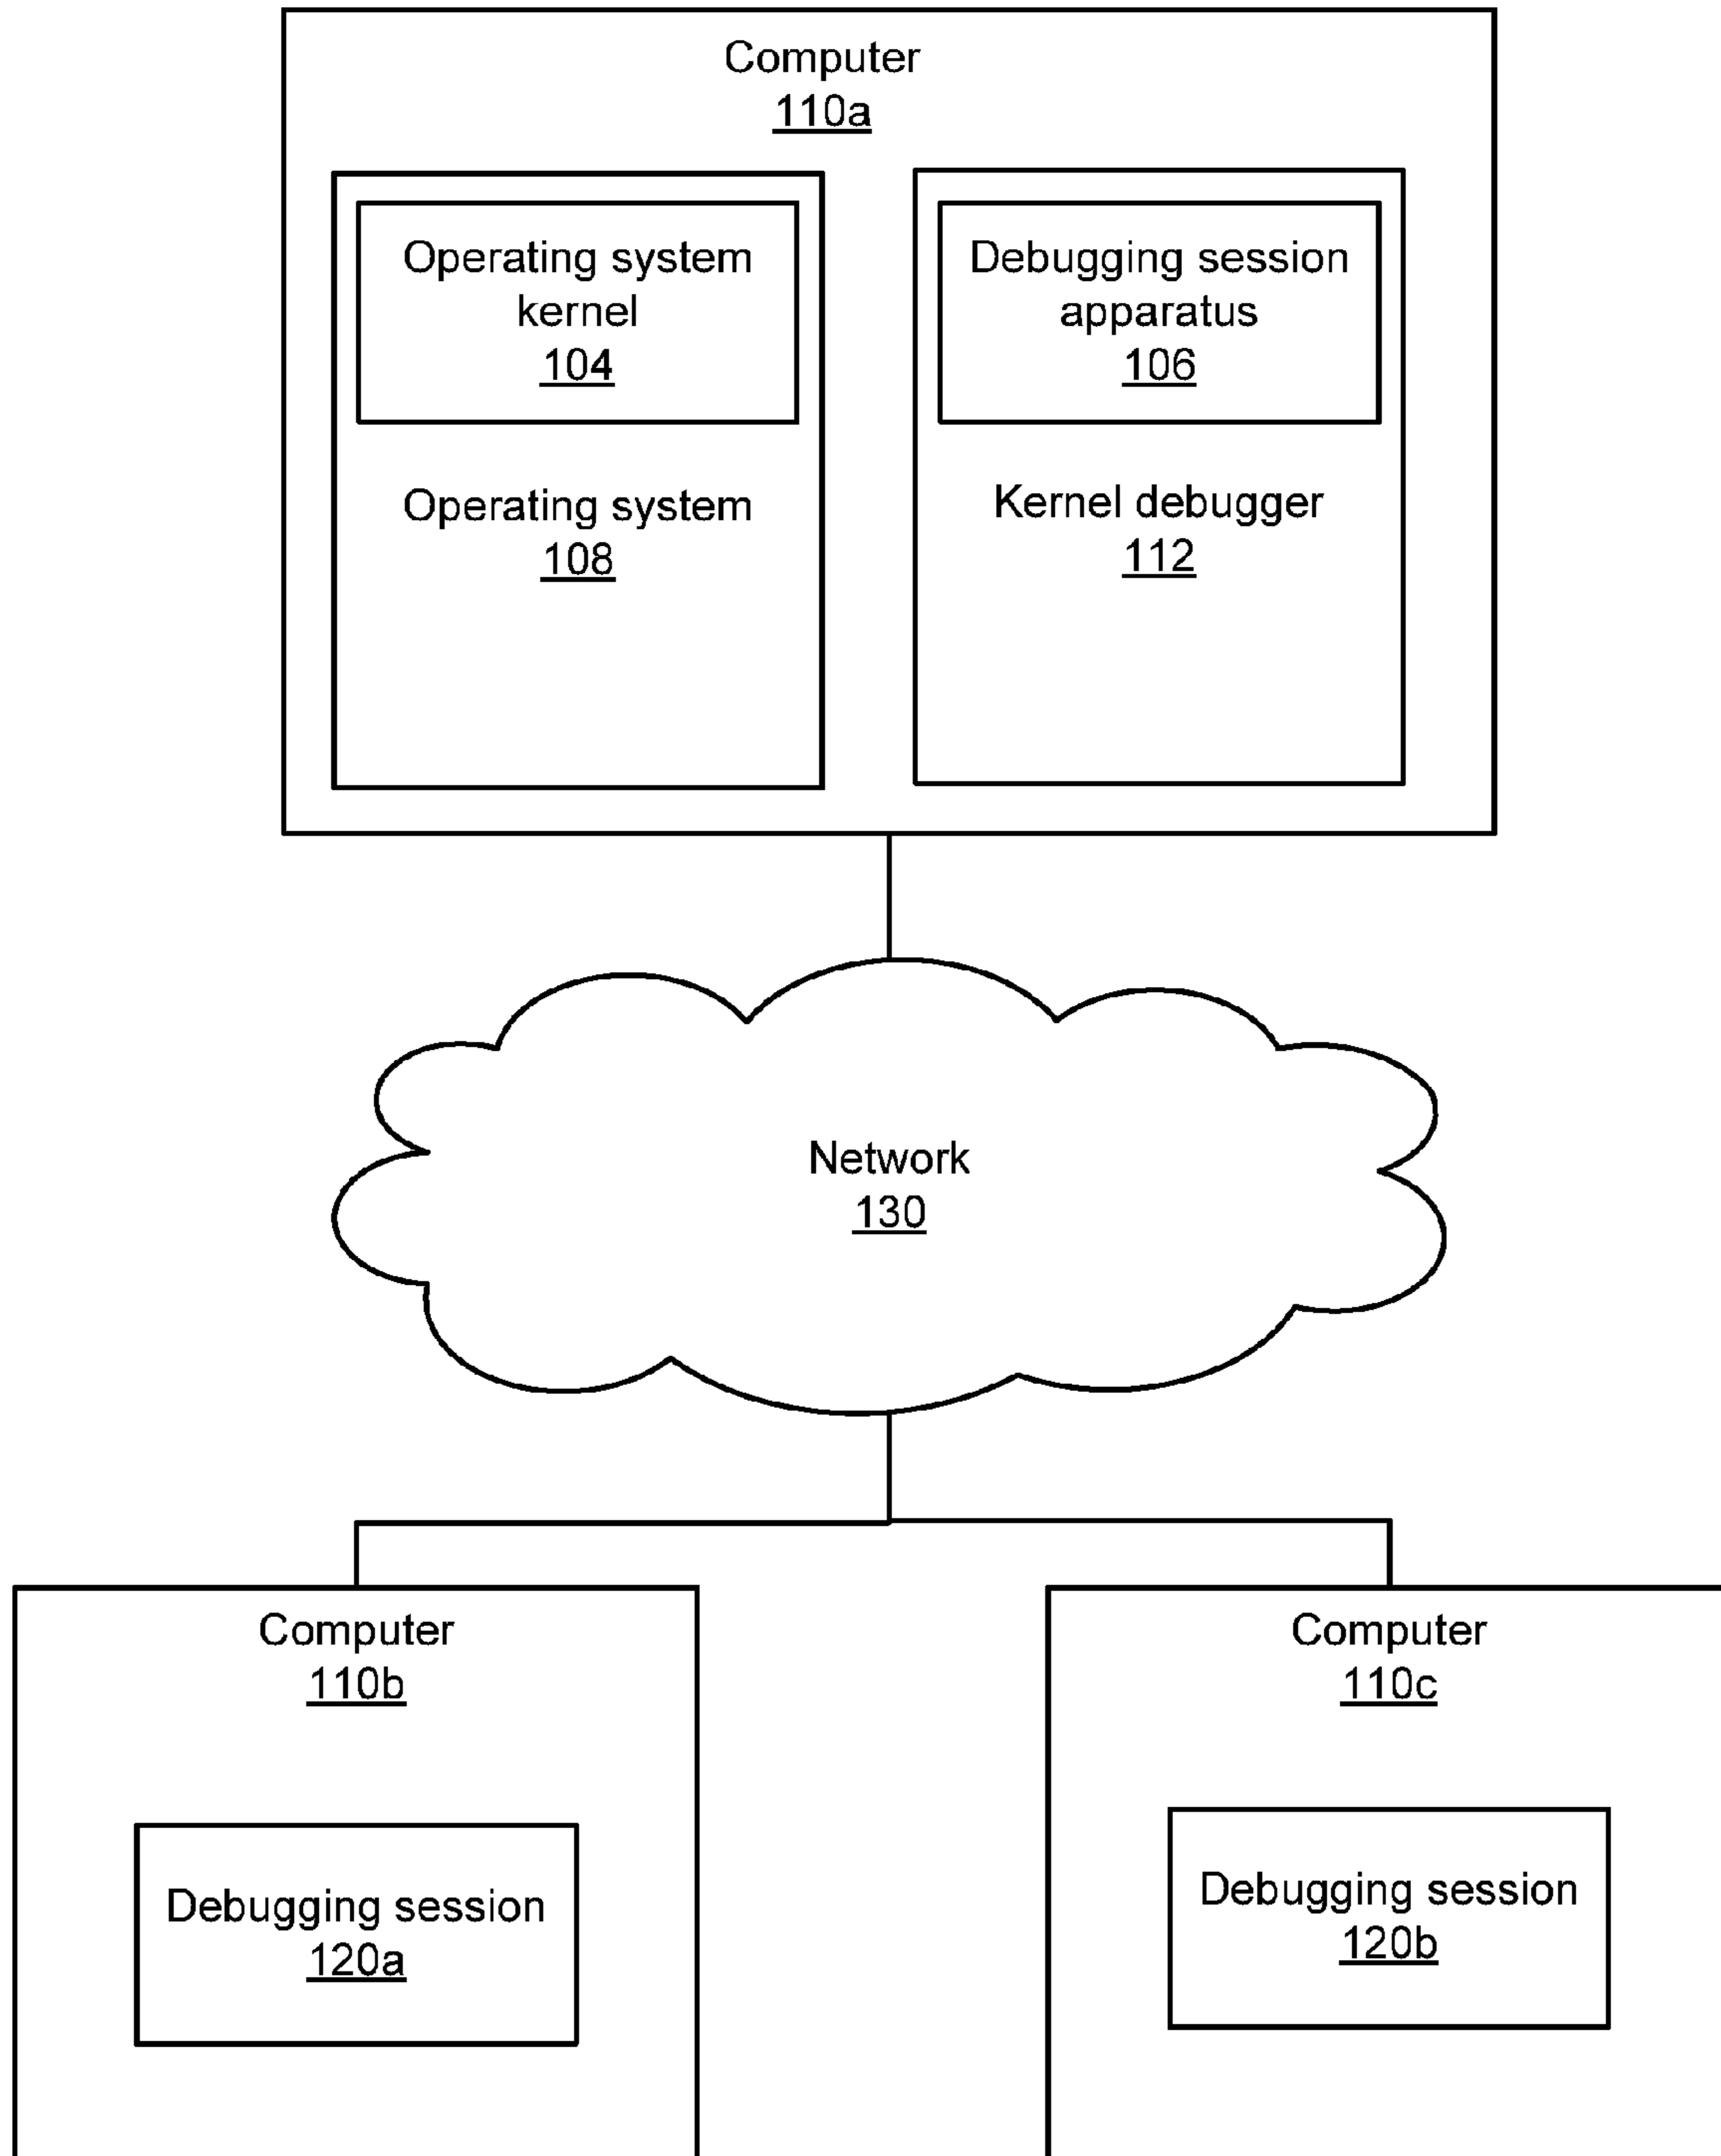 Computer
110a
Operating system
kernel
104
Operating system
108
Debugging session
apparatus
106
Kernel debugger
112
Network
130
Computer
110b
Debugging session
120a
Computer
110c
Debugging session
120b